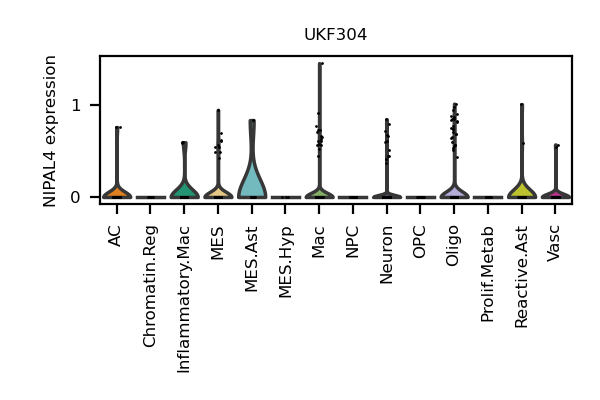 UKF304
NIPAL4 expression
1
0
AC
Chromatin.Reg
Inflammatory.Mac
MES
MES.Ast
MES.Hyp
Mac
NPC
Neuron
OPC
Oligo
Prolif.Metab
Reactive.Ast
Vasc